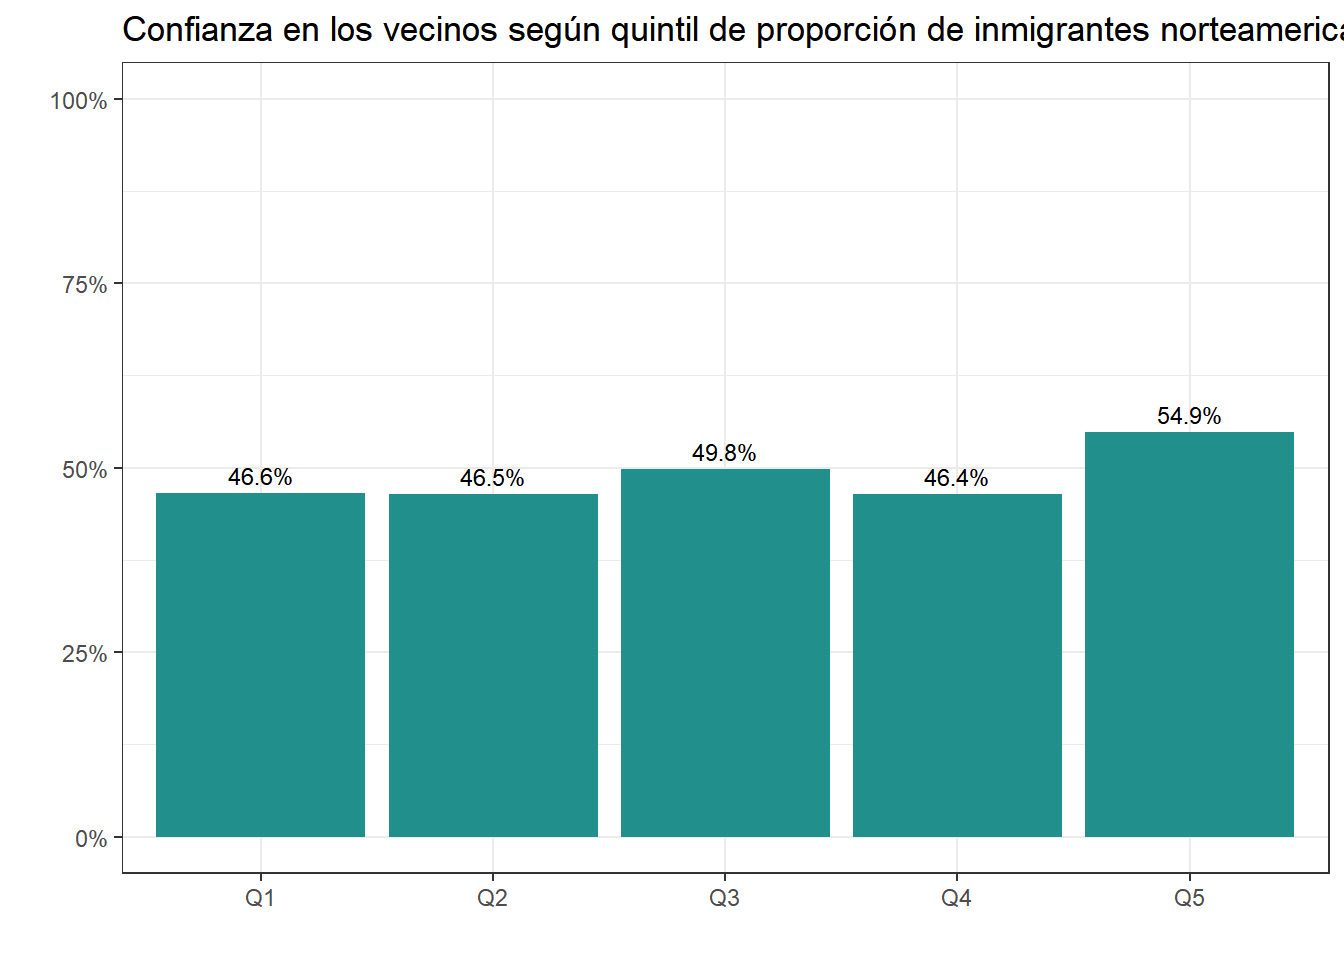 Confianza en los vecinos según quintil de proporción de inmigrantes
100%
75%
50%
25%
0%
46.6%
46.5%
49.8%
46.4%
54.9%
Q1
Q2
Q3
Q4
Q5